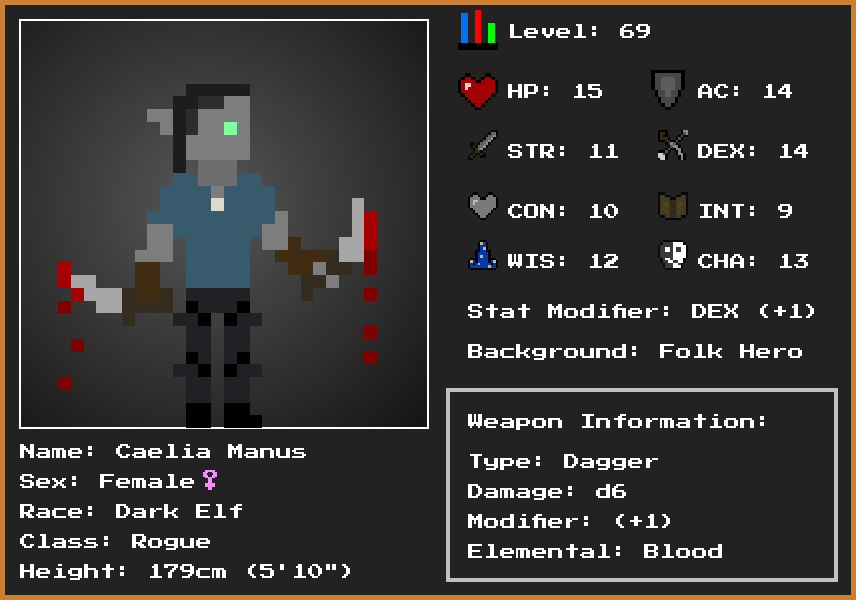 Level: 69
HP: 15 AC: 14
STR: 11 DEX: 14
CON: 10 INT: 9
WIS: 12 CHA: 13
Stat Modifier: DEX (+1)
Background: Folk Hero
Weapon Information:
Type: Dagger
Damage: d6
Modifier: (+1)
Elemental: Blood
Name: Caelia Manus
Sex: Female♀
Race: Dark Elf
Class: Rogue
Height: 179cm (5'10")